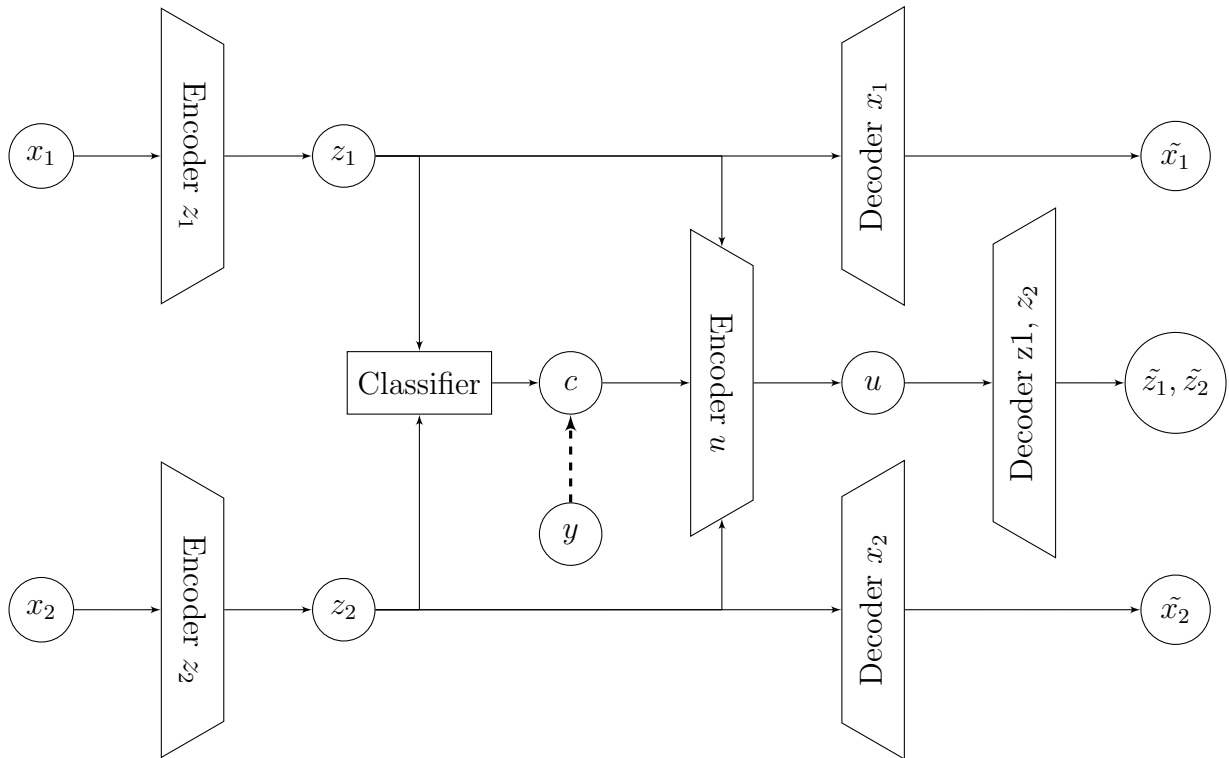 x₁
Encoder z₁
z₁
Decoder x₁
x̃₁
Classifier
c
Encoder u
u
Decoder z1, z₂
z̃₁, z̃₂
y
x₂
Encoder z₂
z₂
Decoder x₂
x̃₂